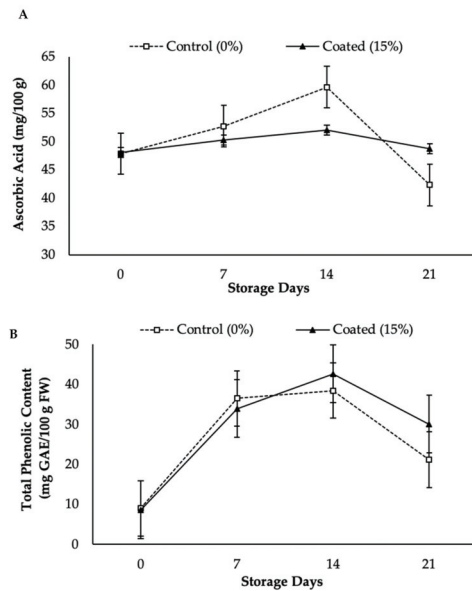 A
Control (0%) Coated (15%)
Ascorbic Acid (mg/100 g)
65
60
55
50
45
40
35
30
0 7 14 21
Storage Days
B
Control (0%) Coated (15%)
Total Phenolic Content
(mg GAE/100 g FW)
50
40
30
20
10
0
0 7 14 21
Storage Days